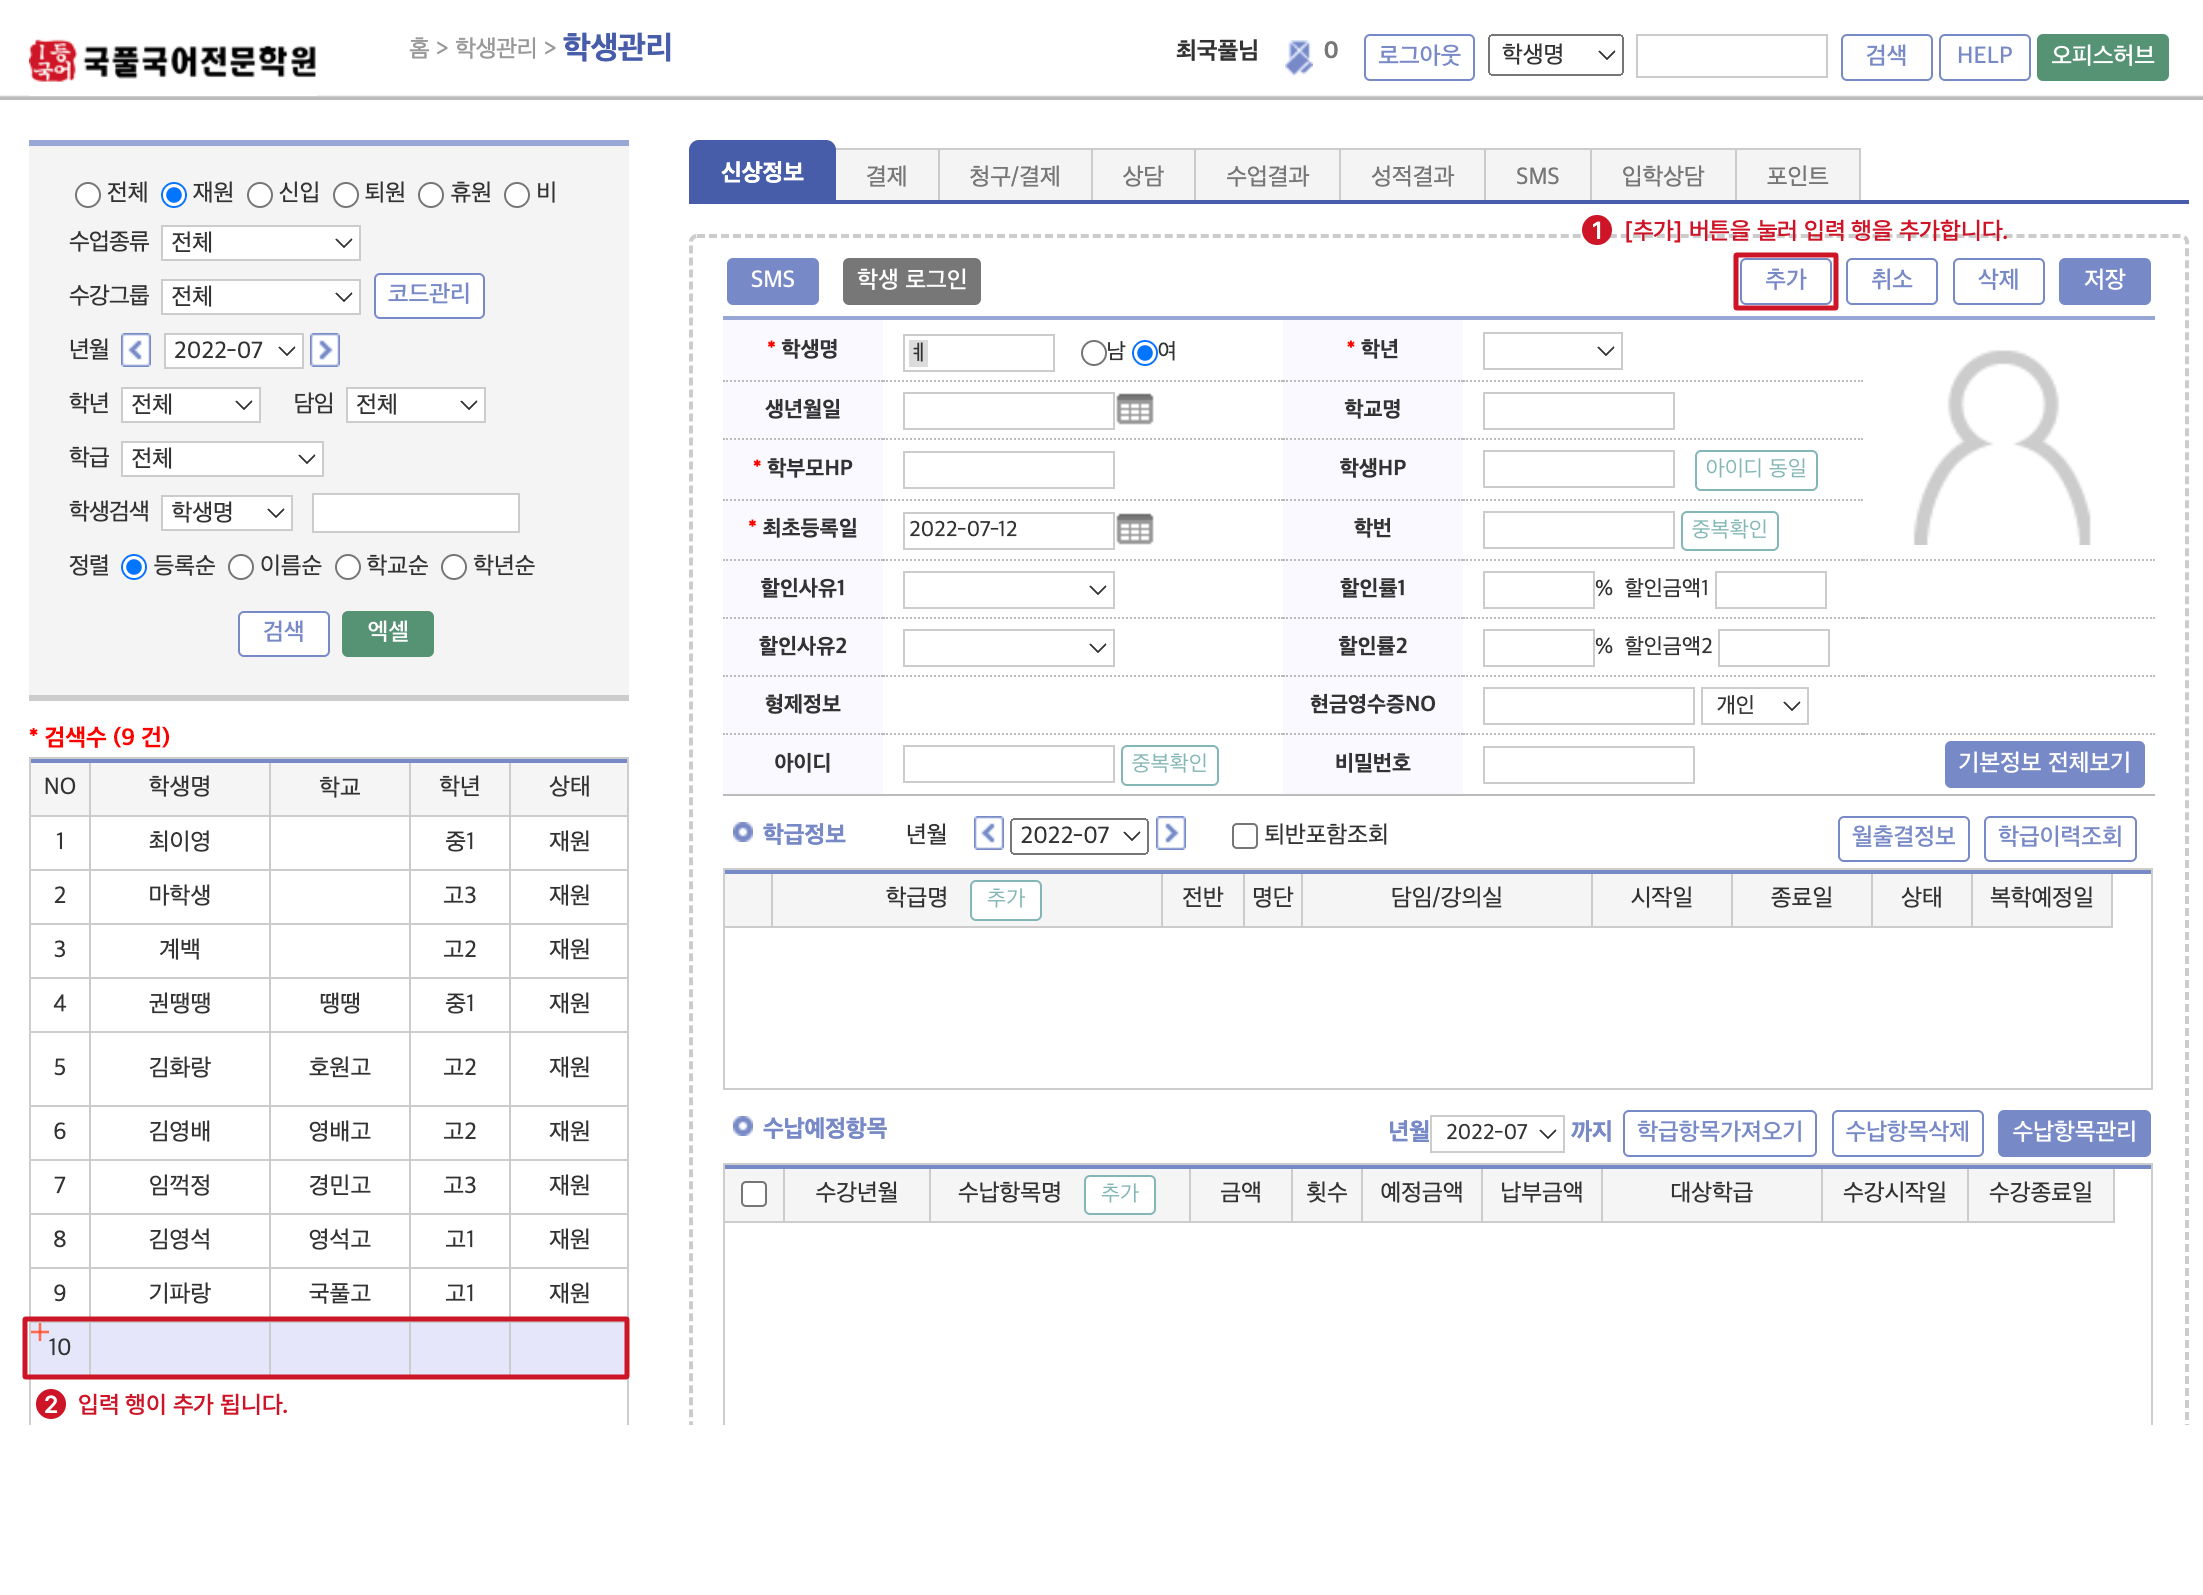 1등국어 국풀국어전문학원
홈 > 학생관리 > 학생관리
최국풀님 0 로그아웃 학생명 검색 HELP 오피스허브
전체 재원 신입 퇴원 휴원 비
수업종류 전체
수강그룹 전체 코드관리
년월 2022-07
학년 전체 담임 전체
학급 전체
학생검색 학생명
정렬 등록순 이름순 학교순 학년순
검색 엑셀
* 검색수 (9 건)
NO 학생명 학교 학년 상태
1 최이영 중1 재원
2 마학생 고3 재원
3 계백 고2 재원
4 권땡땡 땡땡 중1 재원
5 김화랑 호원고 고2 재원
6 김영배 영배고 고2 재원
7 임꺽정 경민고 고3 재원
8 김영석 영석고 고1 재원
9 기파랑 국풀고 고1 재원
+ 10
2 입력 행이 추가 됩니다.
신상정보 결제 청구/결제 상담 수업결과 성적결과 SMS 입학상담 포인트
1 [추가] 버튼을 눌러 입력 행을 추가합니다.
SMS 학생 로그인 추가 취소 삭제 저장
* 학생명 ㅖ 남 여 * 학년
생년월일 학교명
* 학부모HP 학생HP 아이디 동일
* 최초등록일 2022-07-12 학번 중복확인
할인사유1 할인률1 % 할인금액1
할인사유2 할인률2 % 할인금액2
형제정보 현금영수증NO 개인
아이디 중복확인 비밀번호 기본정보 전체보기
학급정보 년월 2022-07 퇴반포함조회 월출결정보 학급이력조회
학급명 추가 전반 명단 담임/강의실 시작일 종료일 상태 복학예정일
수납예정항목 년월 2022-07 까지 학급항목가져오기 수납항목삭제 수납항목관리
수강년월 수납항목명 추가 금액 횟수 예정금액 납부금액 대상학급 수강시작일 수강종료일